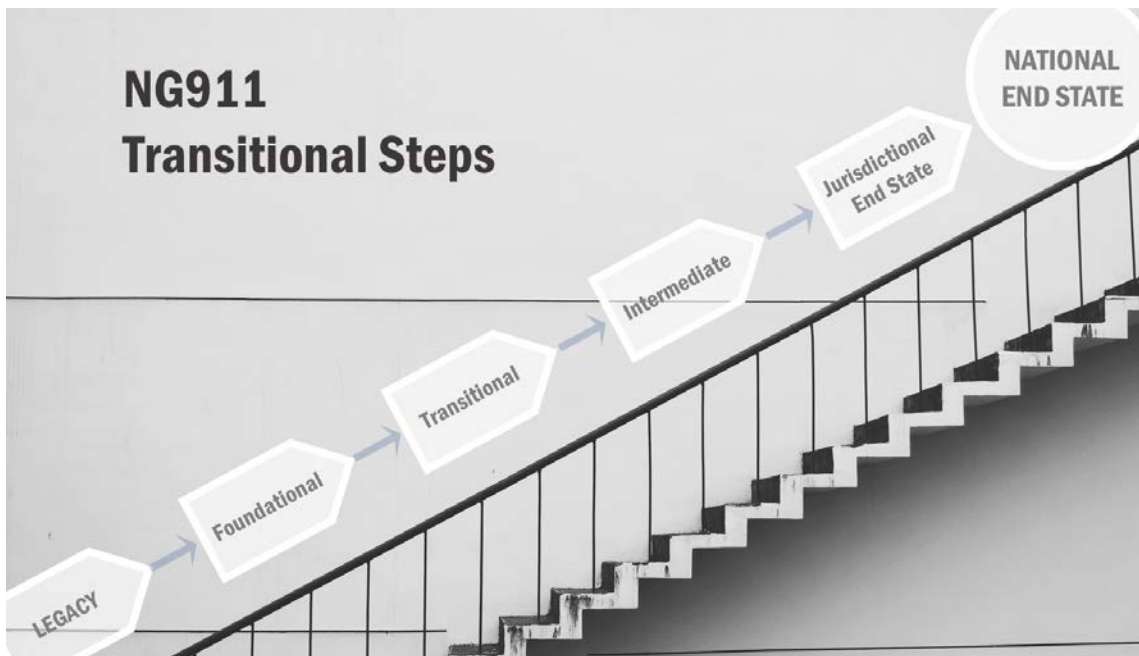 NG911
Transitional Steps
LEGACY
Foundational
Transitional
Intermediate
Jurisdictional
End State
NATIONAL
END STATE